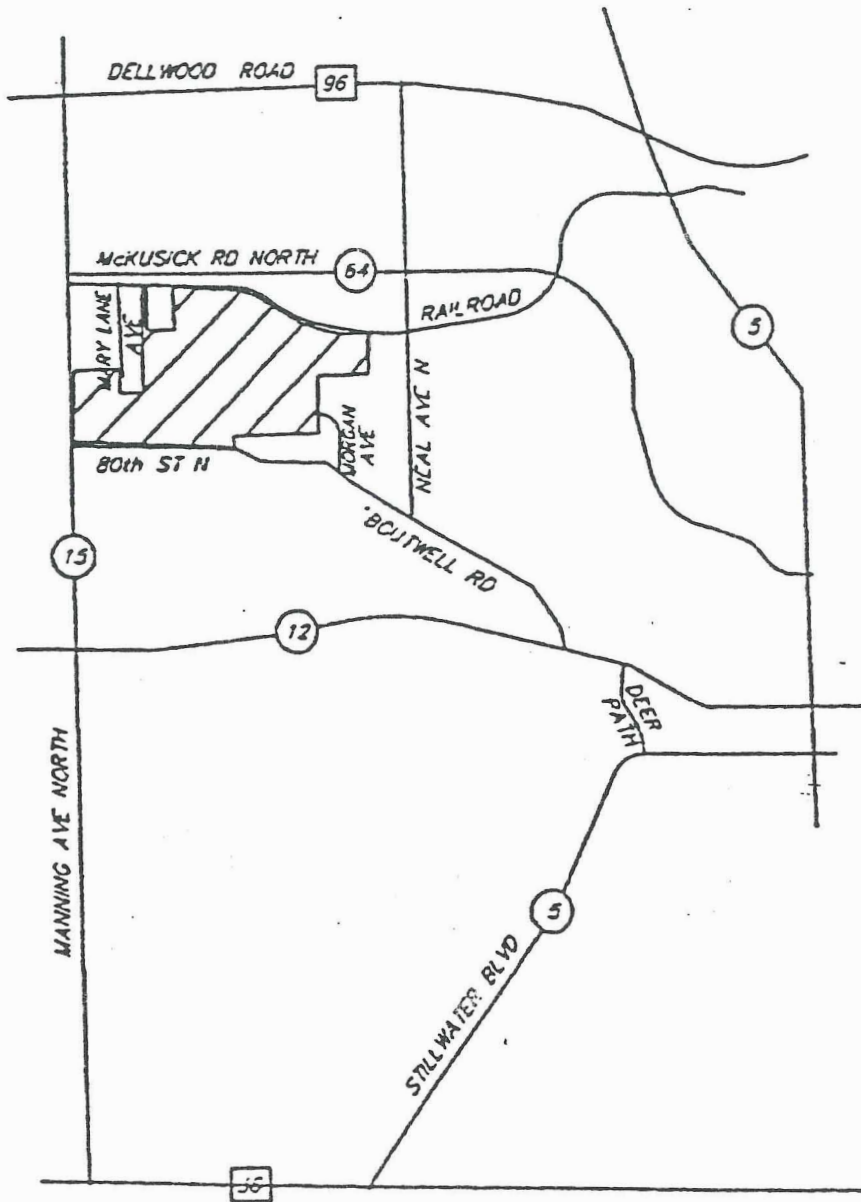 DELLWOOD ROAD
96
McKUSICK RD NORTH
64
RAILROAD
5
MARY LANE
AVE
NEAL AVE N
MORGAN
AVE
80th ST N
BOUTWELL RD
15
12
DEER
PATH
MANNING AVE NORTH
5
STILLWATER BLVD
36